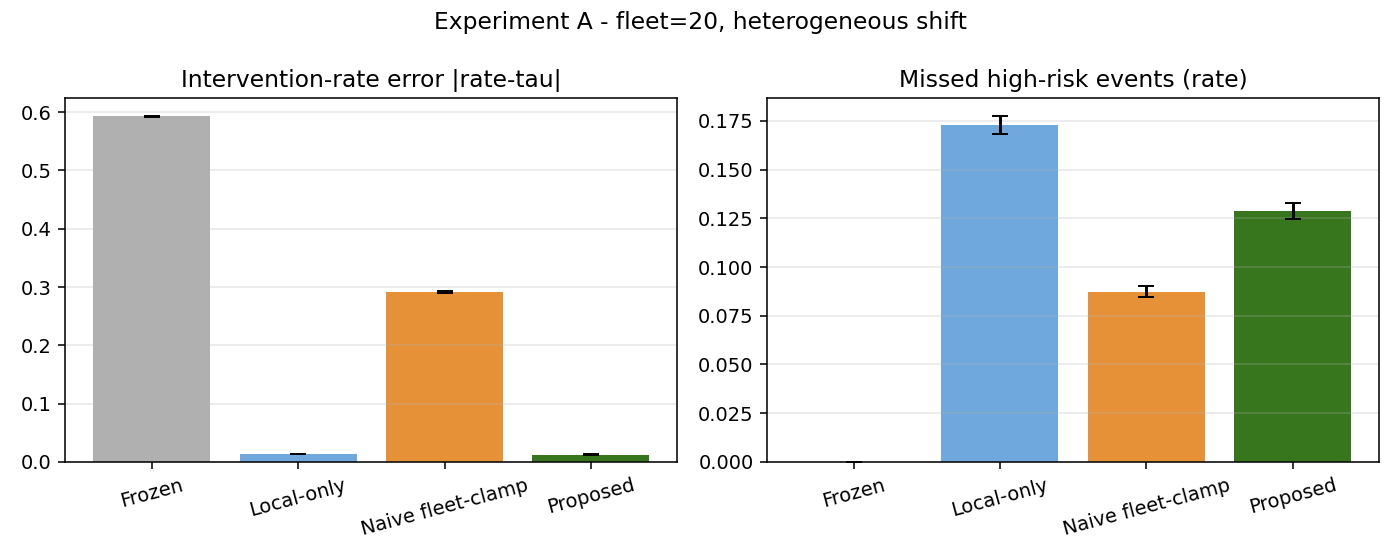 Experiment A - fleet=20, heterogeneous shift
Intervention-rate error |rate-tau|
0.6
0.5
0.4
0.3
0.2
0.1
0.0
Frozen
Local-only
Naive fleet-clamp
Proposed
Missed high-risk events (rate)
0.175
0.150
0.125
0.100
0.075
0.050
0.025
0.000
Frozen
Local-only
Naive fleet-clamp
Proposed